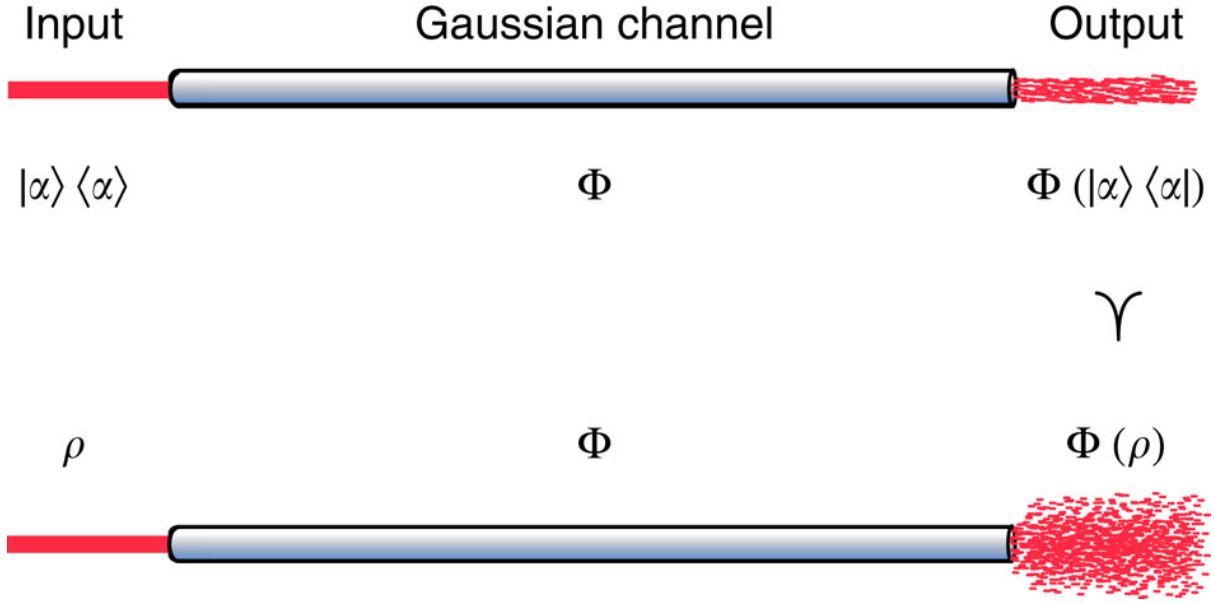 Input Gaussian channel Output
|α⟩ ⟨α⟩ Φ Φ (|α⟩ ⟨α|)
≻
ρ Φ Φ (ρ)